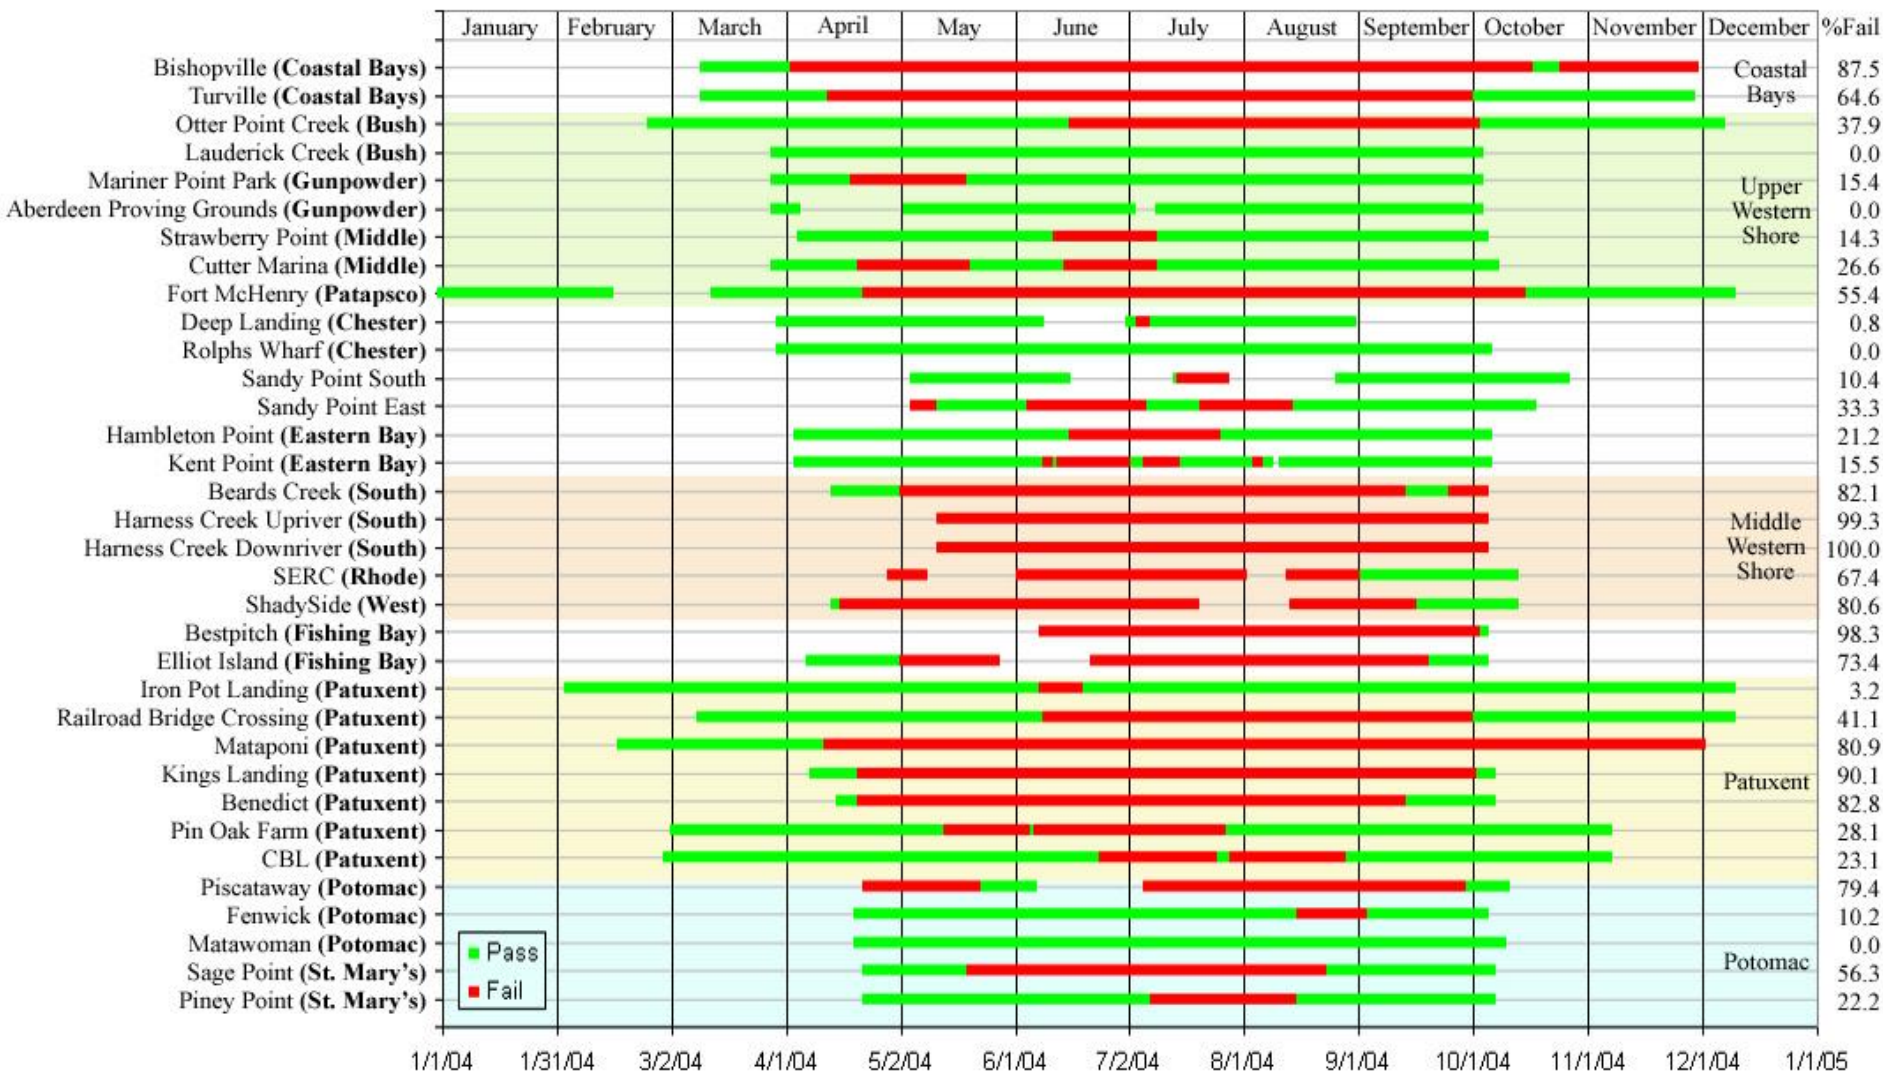 January February March April May June July August September October November December %Fail
Bishopville (Coastal Bays) 87.5
Turville (Coastal Bays) 64.6
Coastal
Bays
Otter Point Creek (Bush) 37.9
Lauderick Creek (Bush) 0.0
Mariner Point Park (Gunpowder) 15.4
Aberdeen Proving Grounds (Gunpowder) 0.0
Strawberry Point (Middle) 14.3
Cutter Marina (Middle) 26.6
Fort McHenry (Patapsco) 55.4
Upper
Western
Shore
Deep Landing (Chester) 0.8
Rolphs Wharf (Chester) 0.0
Sandy Point South 10.4
Sandy Point East 33.3
Hambleton Point (Eastern Bay) 21.2
Kent Point (Eastern Bay) 15.5
Beards Creek (South) 82.1
Harness Creek Upriver (South) 99.3
Harness Creek Downriver (South) 100.0
SERC (Rhode) 67.4
ShadySide (West) 80.6
Middle
Western
Shore
Bestpitch (Fishing Bay) 98.3
Elliot Island (Fishing Bay) 73.4
Iron Pot Landing (Patuxent) 3.2
Railroad Bridge Crossing (Patuxent) 41.1
Mataponi (Patuxent) 80.9
Kings Landing (Patuxent) 90.1
Benedict (Patuxent) 82.8
Pin Oak Farm (Patuxent) 28.1
CBL (Patuxent) 23.1
Patuxent
Piscataway (Potomac) 79.4
Fenwick (Potomac) 10.2
Matawoman (Potomac) 0.0
Sage Point (St. Mary's) 56.3
Piney Point (St. Mary's) 22.2
Potomac
Pass
Fail
1/1/04 1/31/04 3/2/04 4/1/04 5/2/04 6/1/04 7/2/04 8/1/04 9/1/04 10/1/04 11/1/04 12/1/04 1/1/05